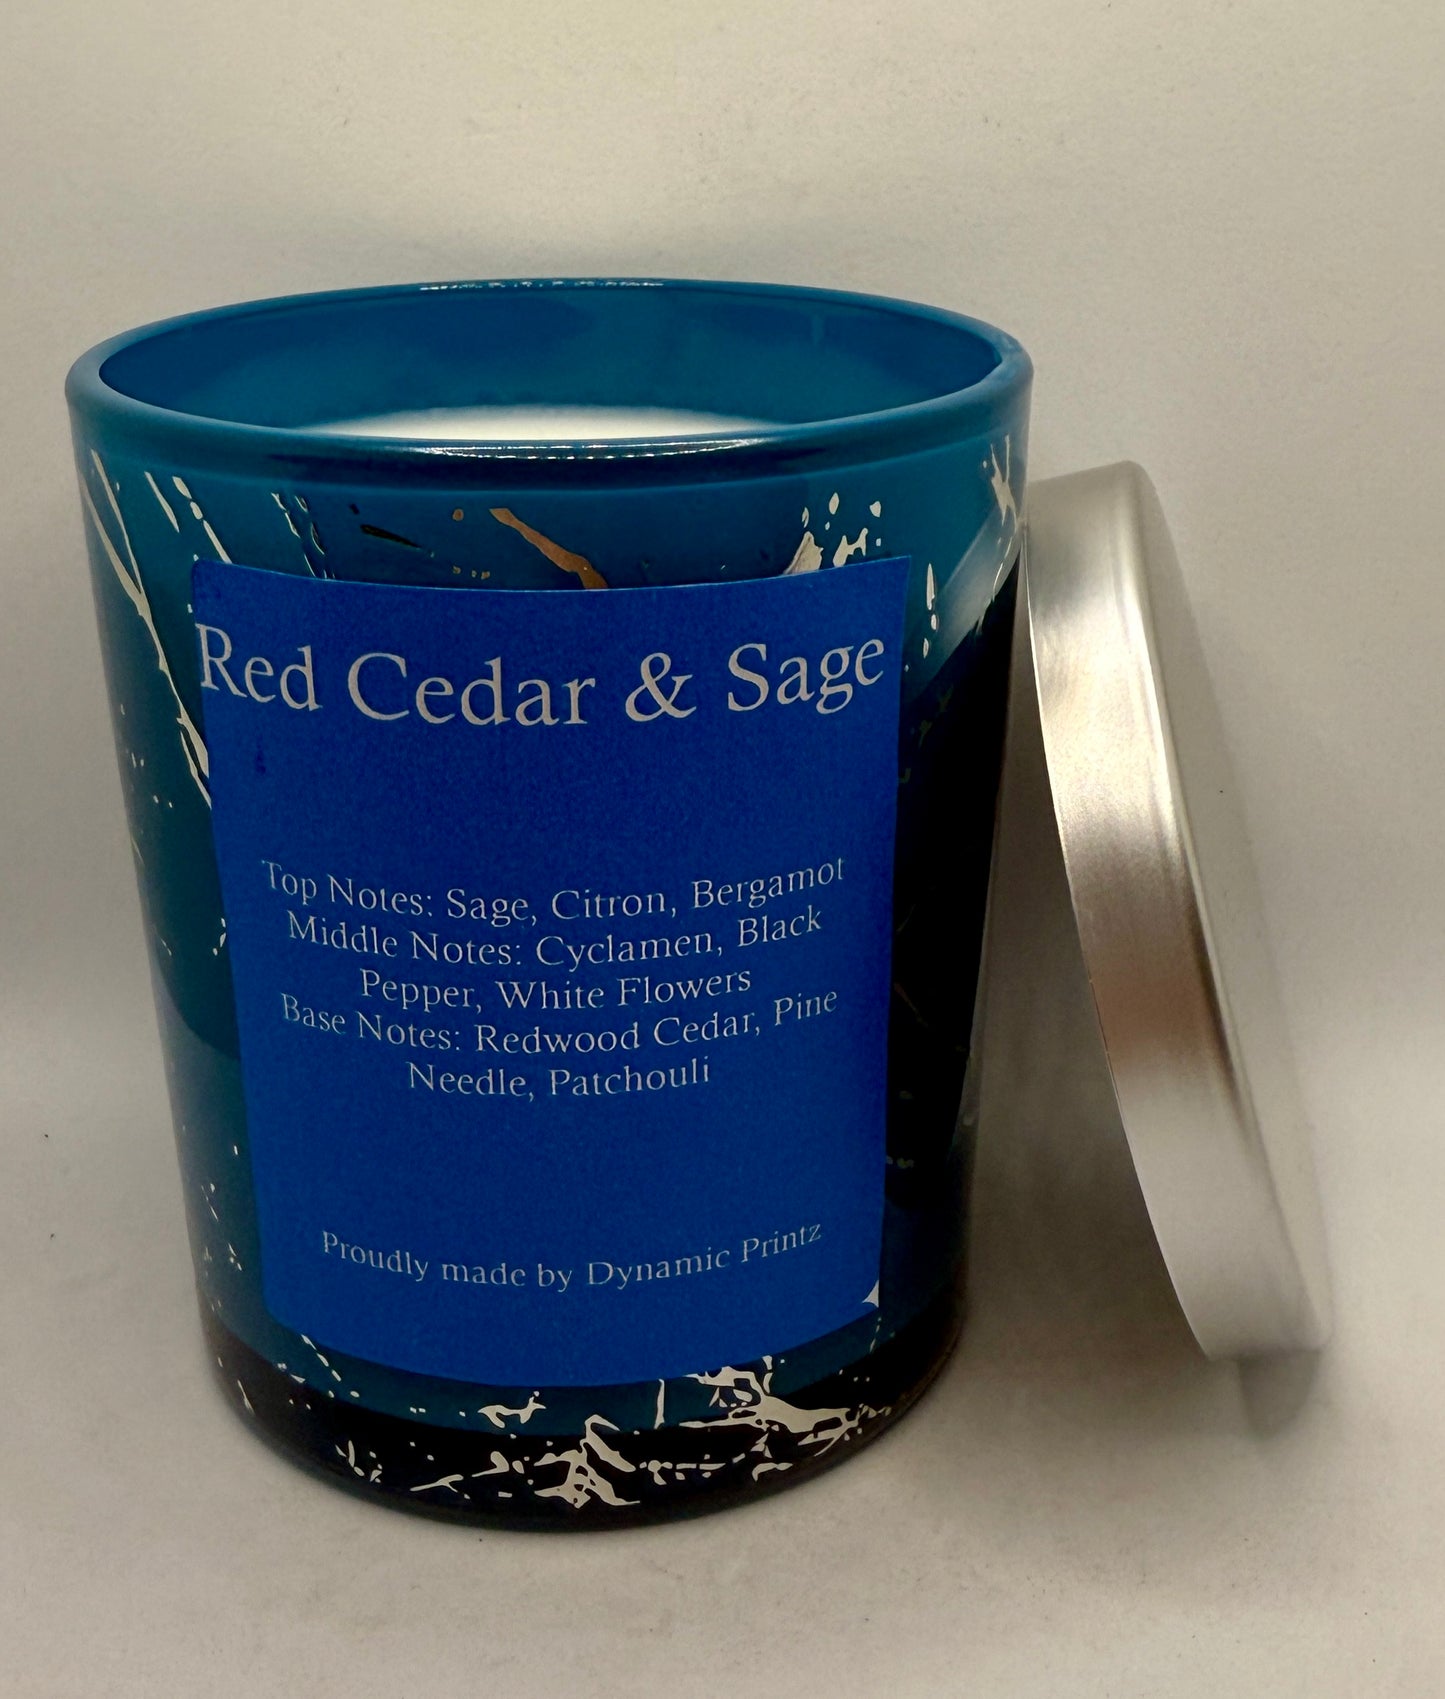 Red Cedar & Sage
Top Notes: Sage, Citron, Bergamot
Middle Notes: Cyclamen, Black
Pepper, White Flowers
Base Notes: Redwood Cedar, Pine
Needle, Patchouli
Proudly made by Dynamic Printz